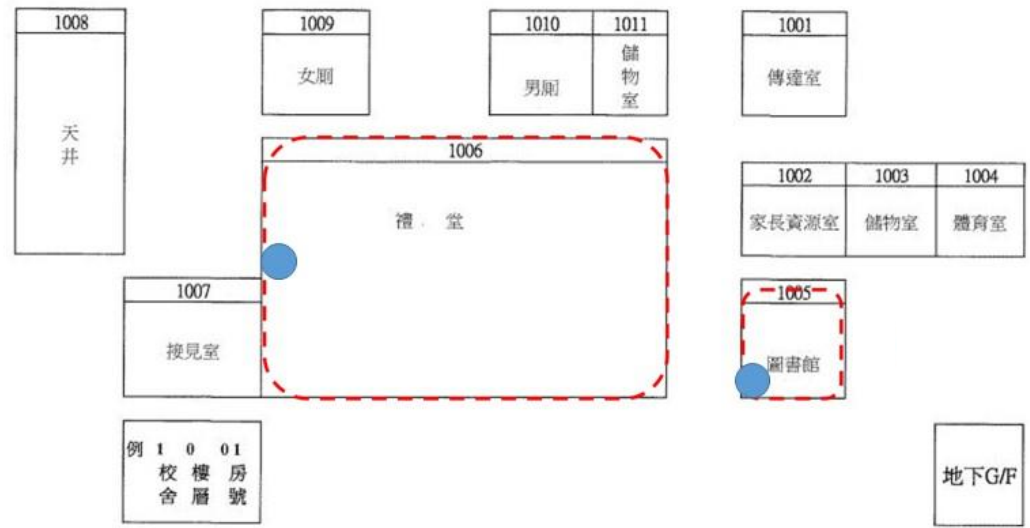 1008
天井
1009
女厠
1010
男厠
1011
儲物室
1001
傳達室
1006
禮．堂
1002
家長資源室
1003
儲物室
1004
體育室
1007
接見室
1005
圖書館
例 1 0 01
校 樓 房
舍 層 號
地下G/F